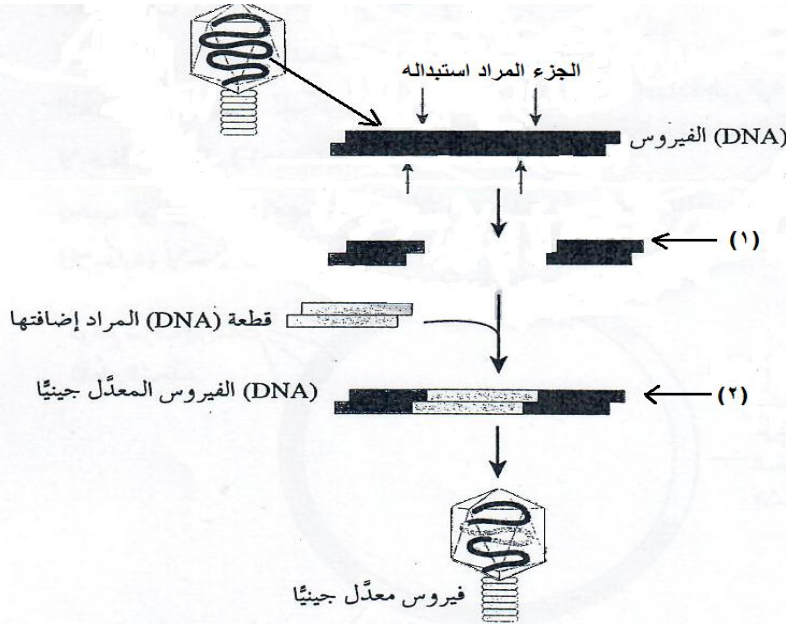 الجزء المراد استبداله
(DNA) الفيروس
(١)
قطعة (DNA) المراد إضافتها
(DNA) الفيروس المعدَّل جينيًّا
(٢)
فيروس معدَّل جينيًّا